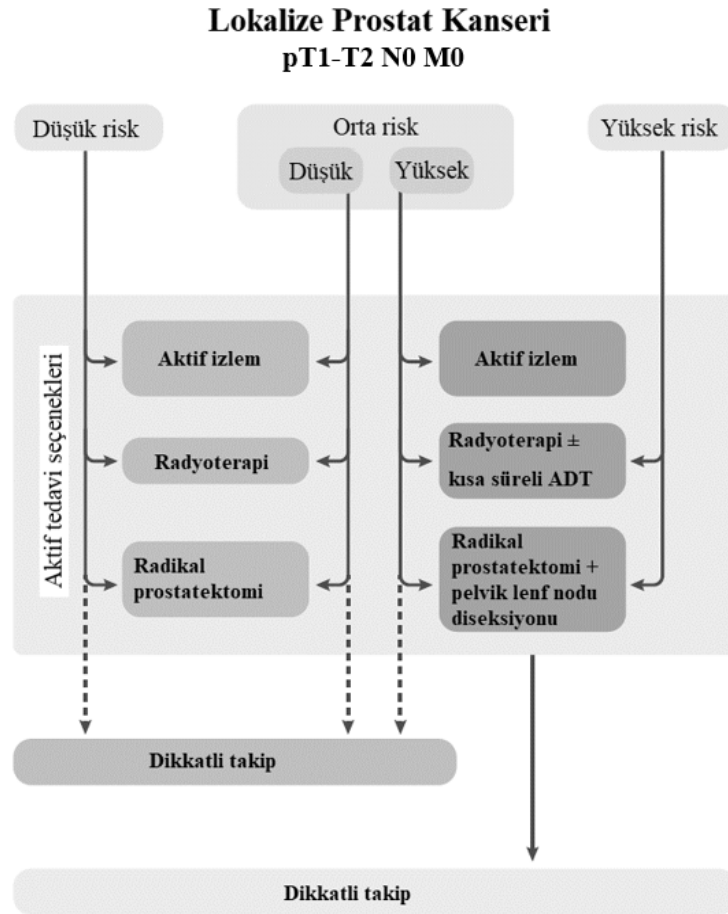 Lokalize Prostat Kanseri
pT1-T2 N0 M0
Düşük risk
Orta risk
Düşük
Yüksek
Yüksek risk
Aktif tedavi seçenekleri
Aktif izlem
Aktif izlem
Radyoterapi
Radyoterapi ±
kısa süreli ADT
Radikal
prostatektomi
Radikal
prostatektomi +
pelvik lenf nodu
diseksiyonu
Dikkatli takip
Dikkatli takip